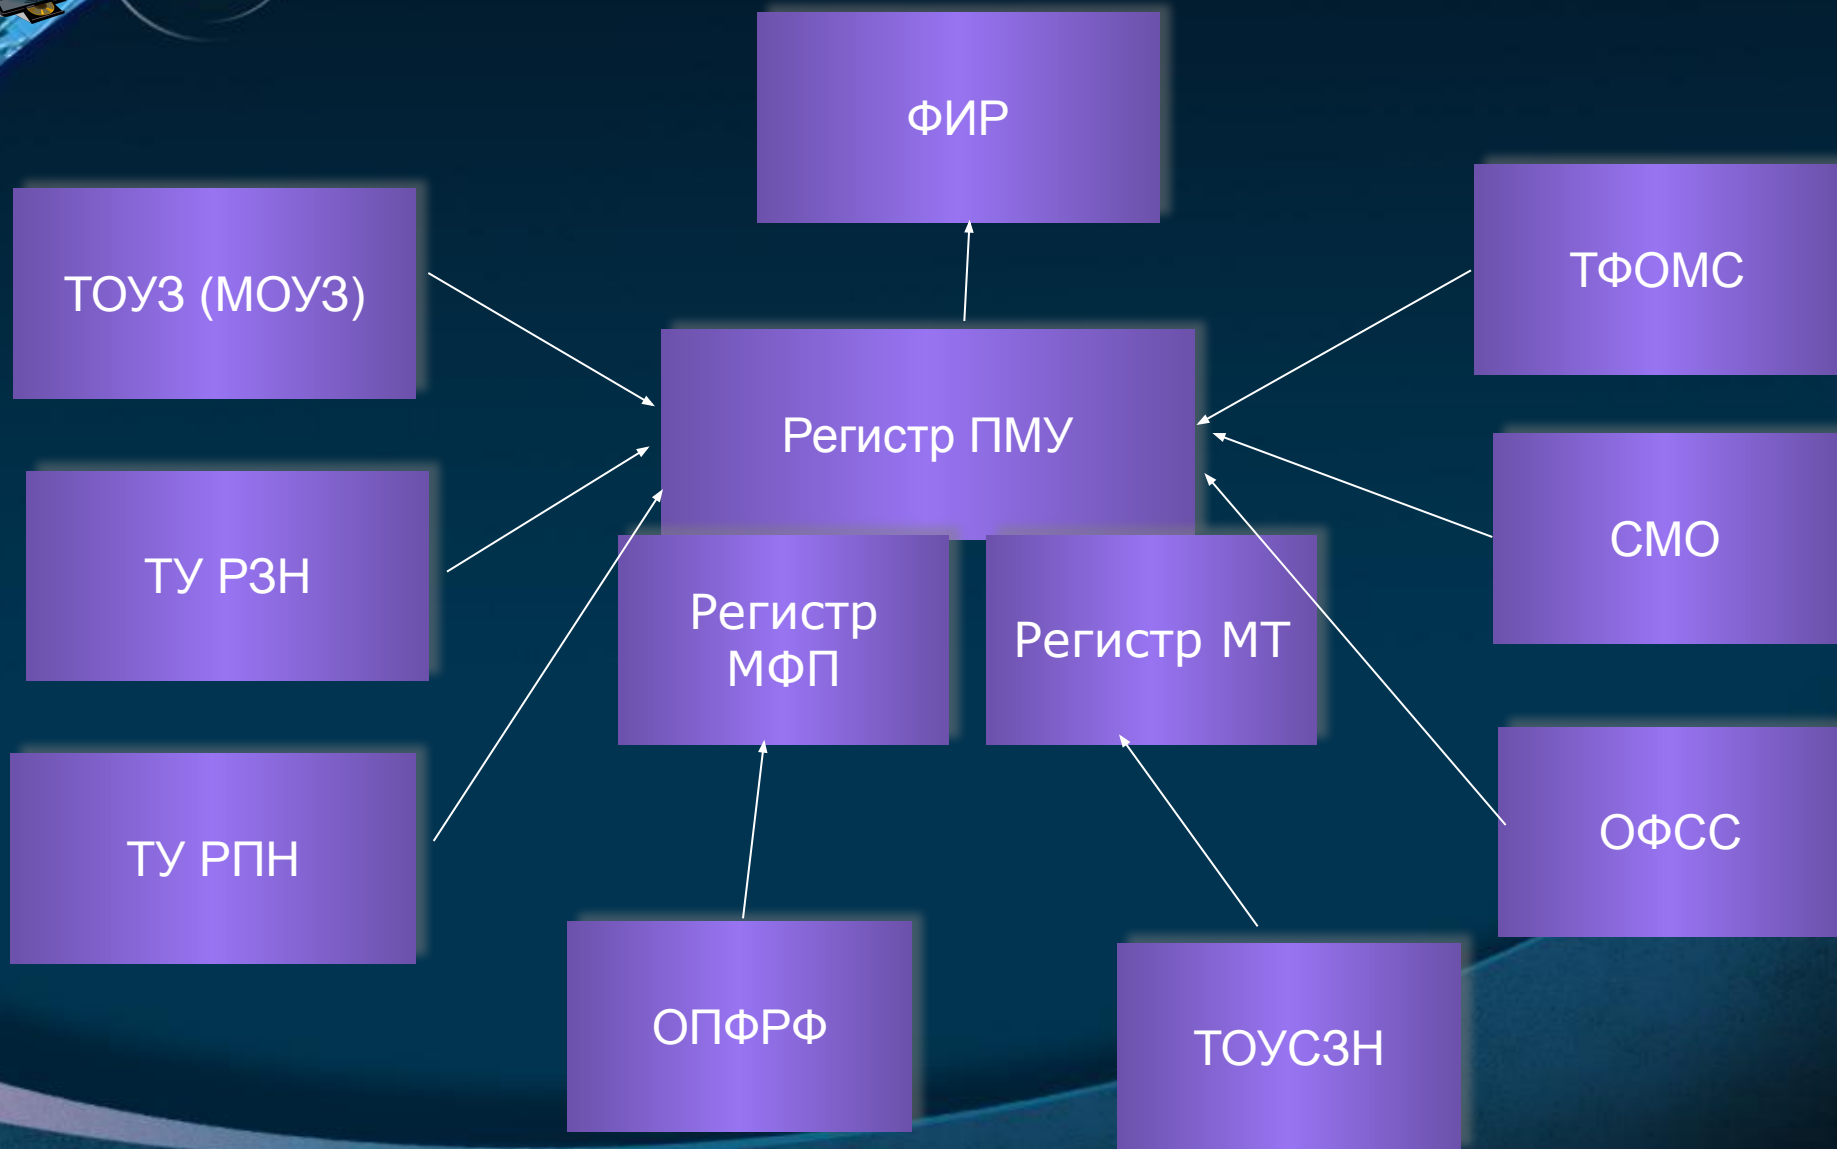 ФИР
ТОУЗ (МОУЗ)
ТФОМС
Регистр ПМУ
ТУ РЗН
СМО
Регистр
МФП
Регистр МТ
ТУ РПН
ОФСС
ОПФРФ
ТОУСЗН